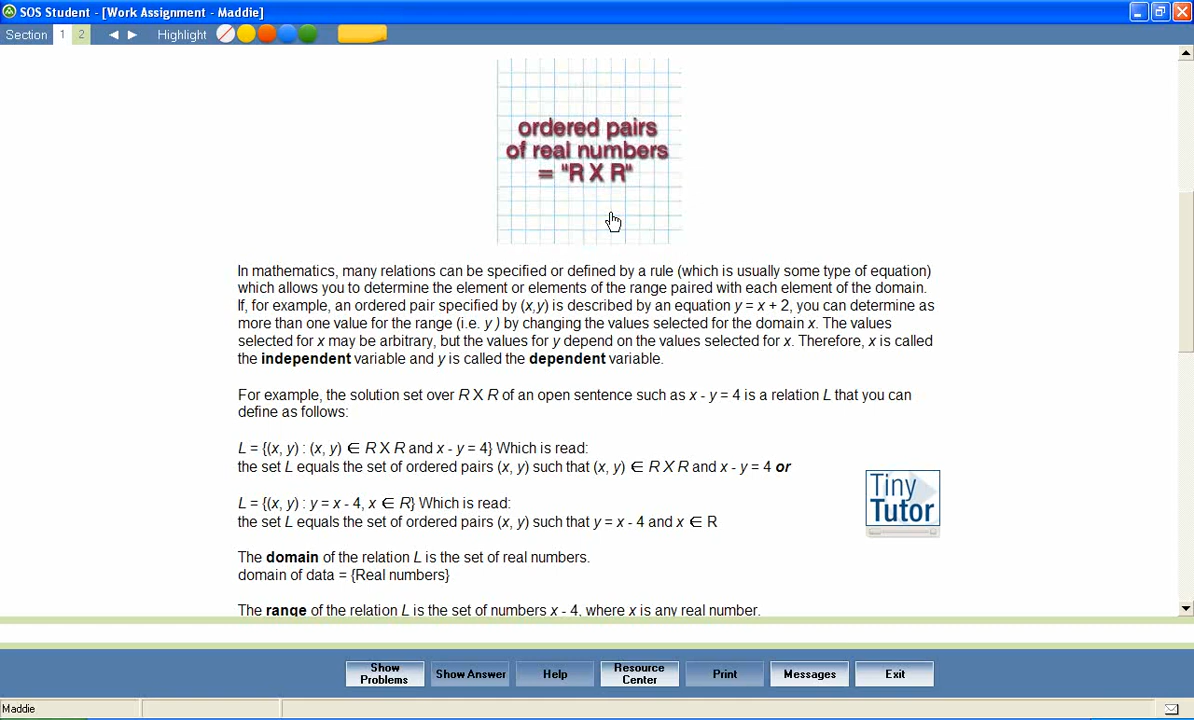 SOS Student - [Work Assignment - Maddie]
Section 1 2 Highlight
ordered pairs
of real numbers
= "R X R"
In mathematics, many relations can be specified or defined by a rule (which is usually some type of equation)
which allows you to determine the element or elements of the range paired with each element of the domain.
If, for example, an ordered pair specified by (x,y) is described by an equation y = x + 2, you can determine as
more than one value for the range (i.e. y ) by changing the values selected for the domain x. The values
selected for x may be arbitrary, but the values for y depend on the values selected for x. Therefore, x is called
the independent variable and y is called the dependent variable.
For example, the solution set over R X R of an open sentence such as x - y = 4 is a relation L that you can
define as follows:
L = {(x, y) : (x, y) ∈ R X R and x - y = 4} Which is read:
the set L equals the set of ordered pairs (x, y) such that (x, y) ∈ R X R and x - y = 4 or
L = {(x, y) : y = x - 4, x ∈ R} Which is read:
the set L equals the set of ordered pairs (x, y) such that y = x - 4 and x ∈ R
Tiny
Tutor
The domain of the relation L is the set of real numbers.
domain of data = {Real numbers}
The range of the relation L is the set of numbers x - 4, where x is any real number.
Show
Problems
Show Answer
Help
Resource
Center
Print
Messages
Exit
Maddie